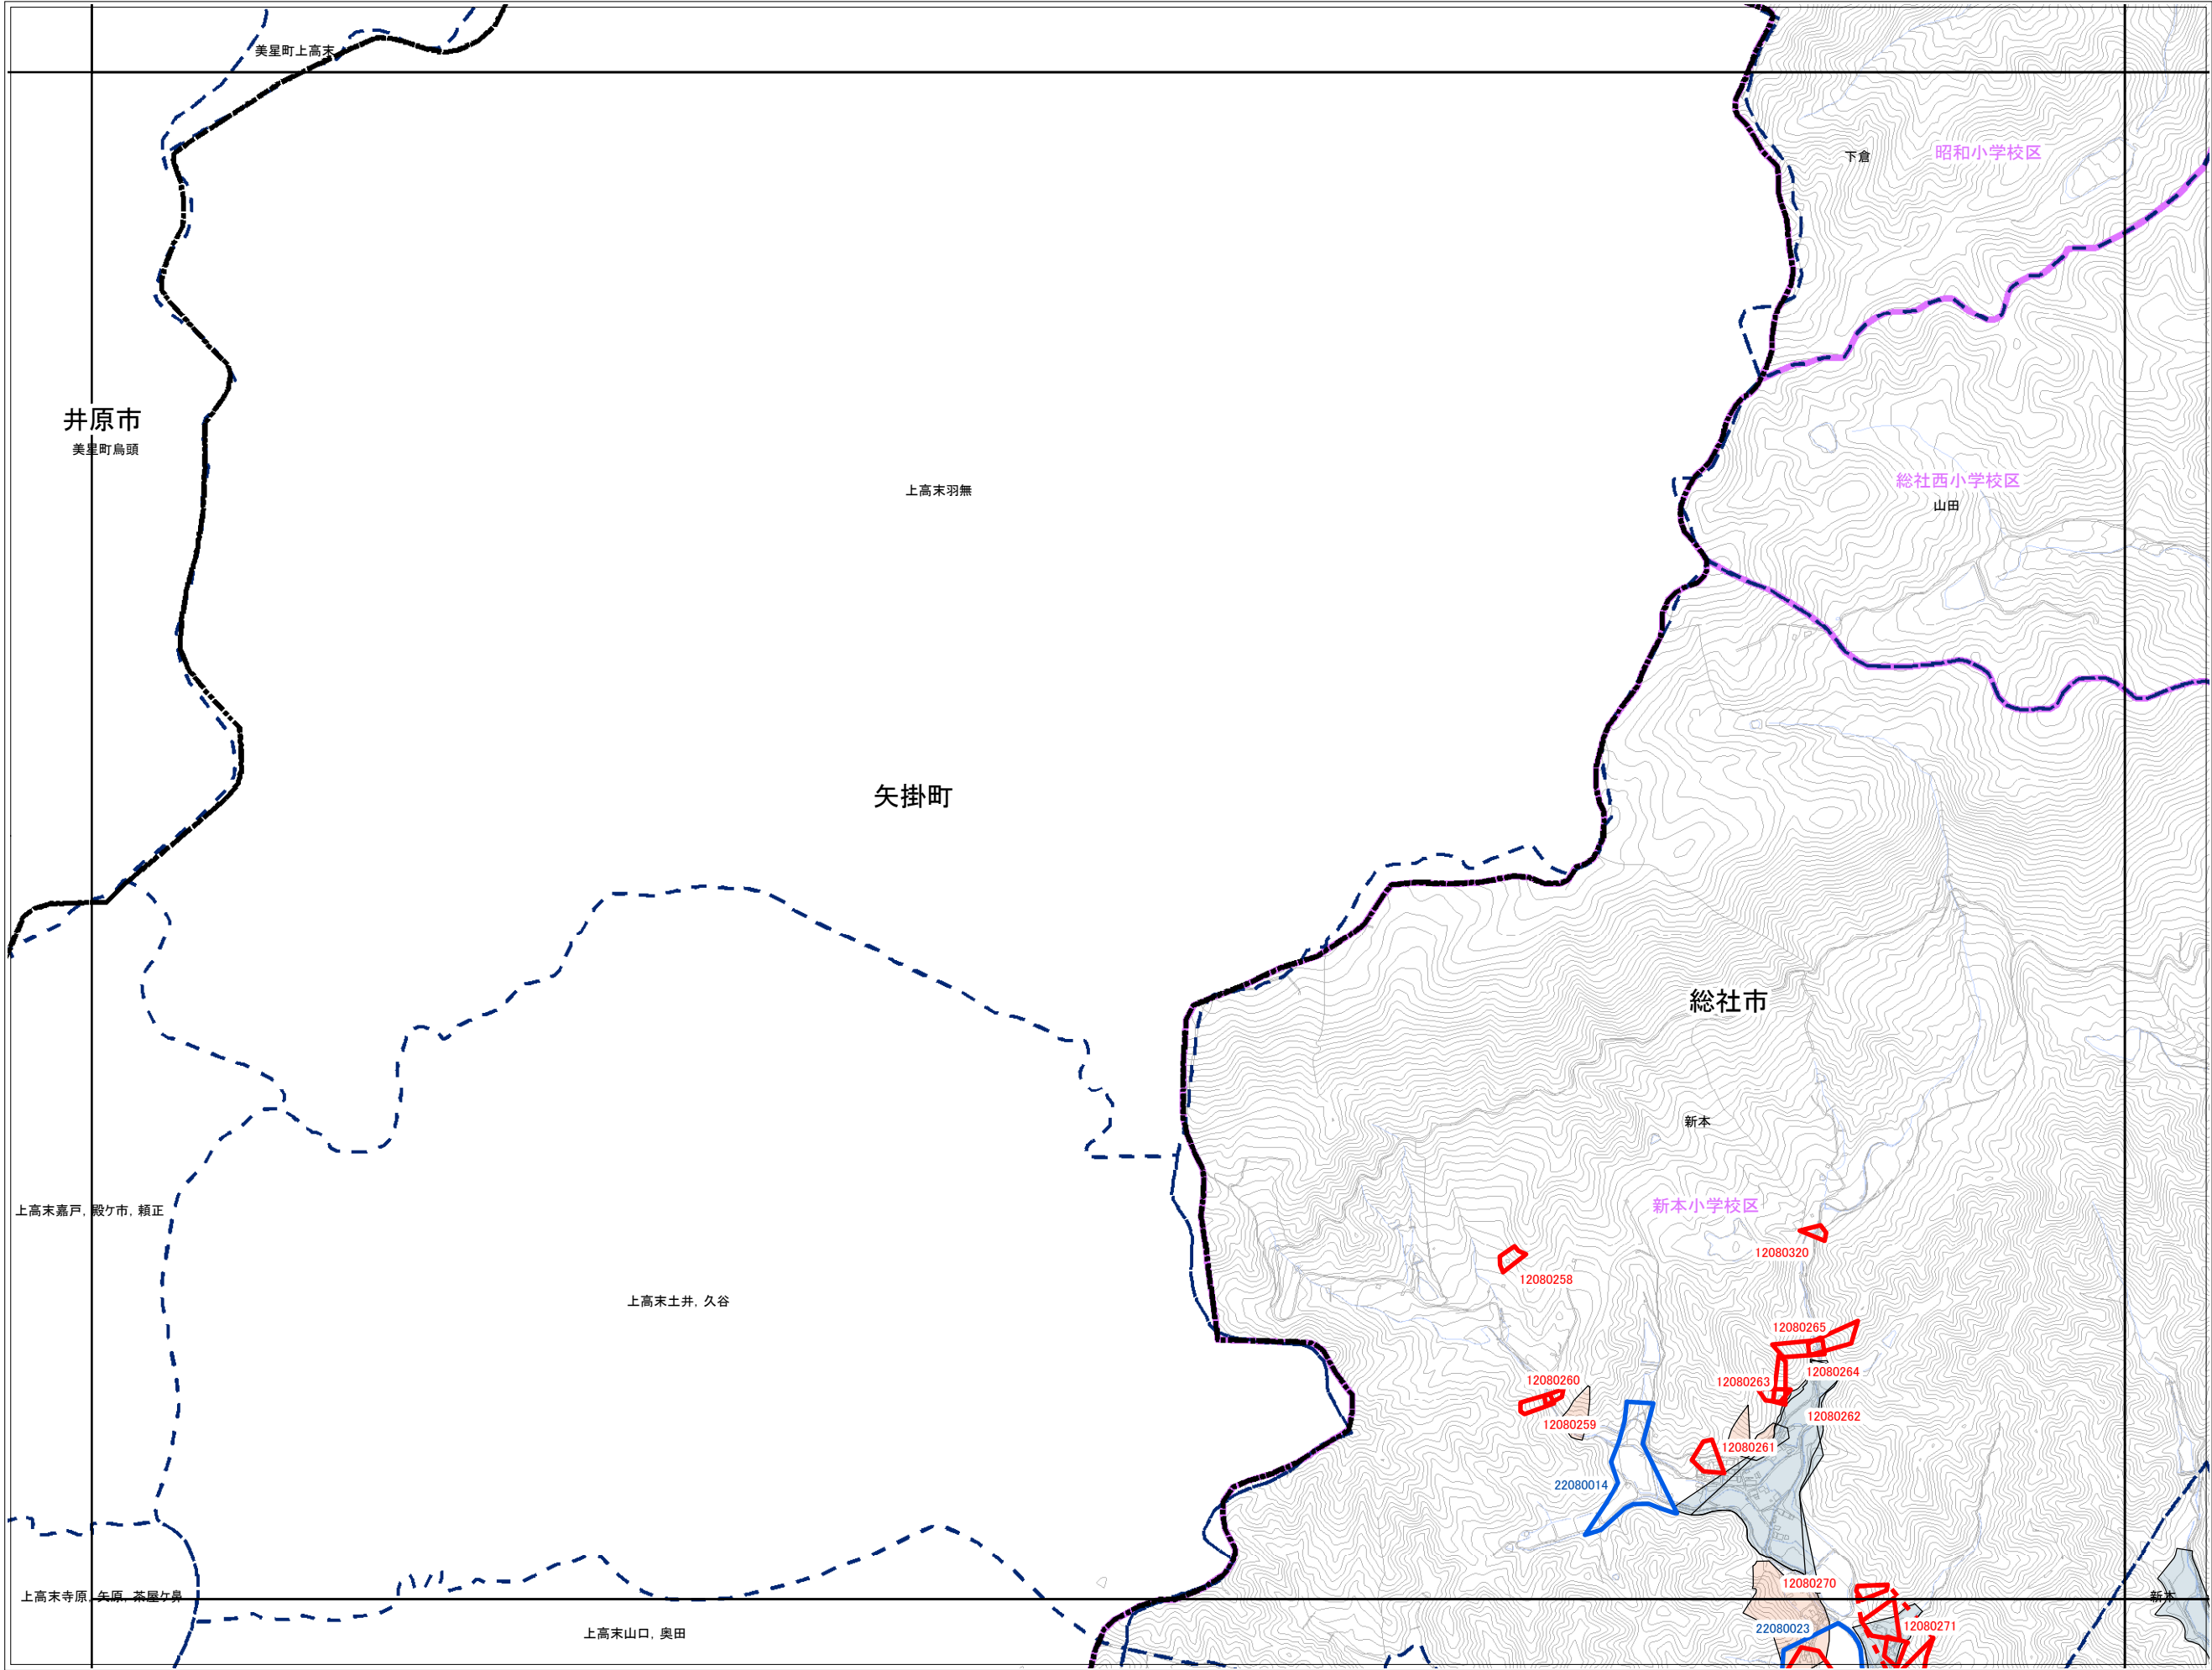 美星町上高末
下倉
昭和小学校区
井原市
美星町烏頭
上高末羽無
総社西小学校区
山田
矢掛町
総社市
新本
新本小学校区
上高末嘉戸, 殿ケ市, 頼正
12080320
12080258
上高末土井, 久谷
12080265
12080264
12080260
12080263
12080259
12080262
12080261
22080014
12080270
上高末寺原, 矢原, 茶屋ケ鼻
新本
12080271
22080023
上高末山口, 奥田